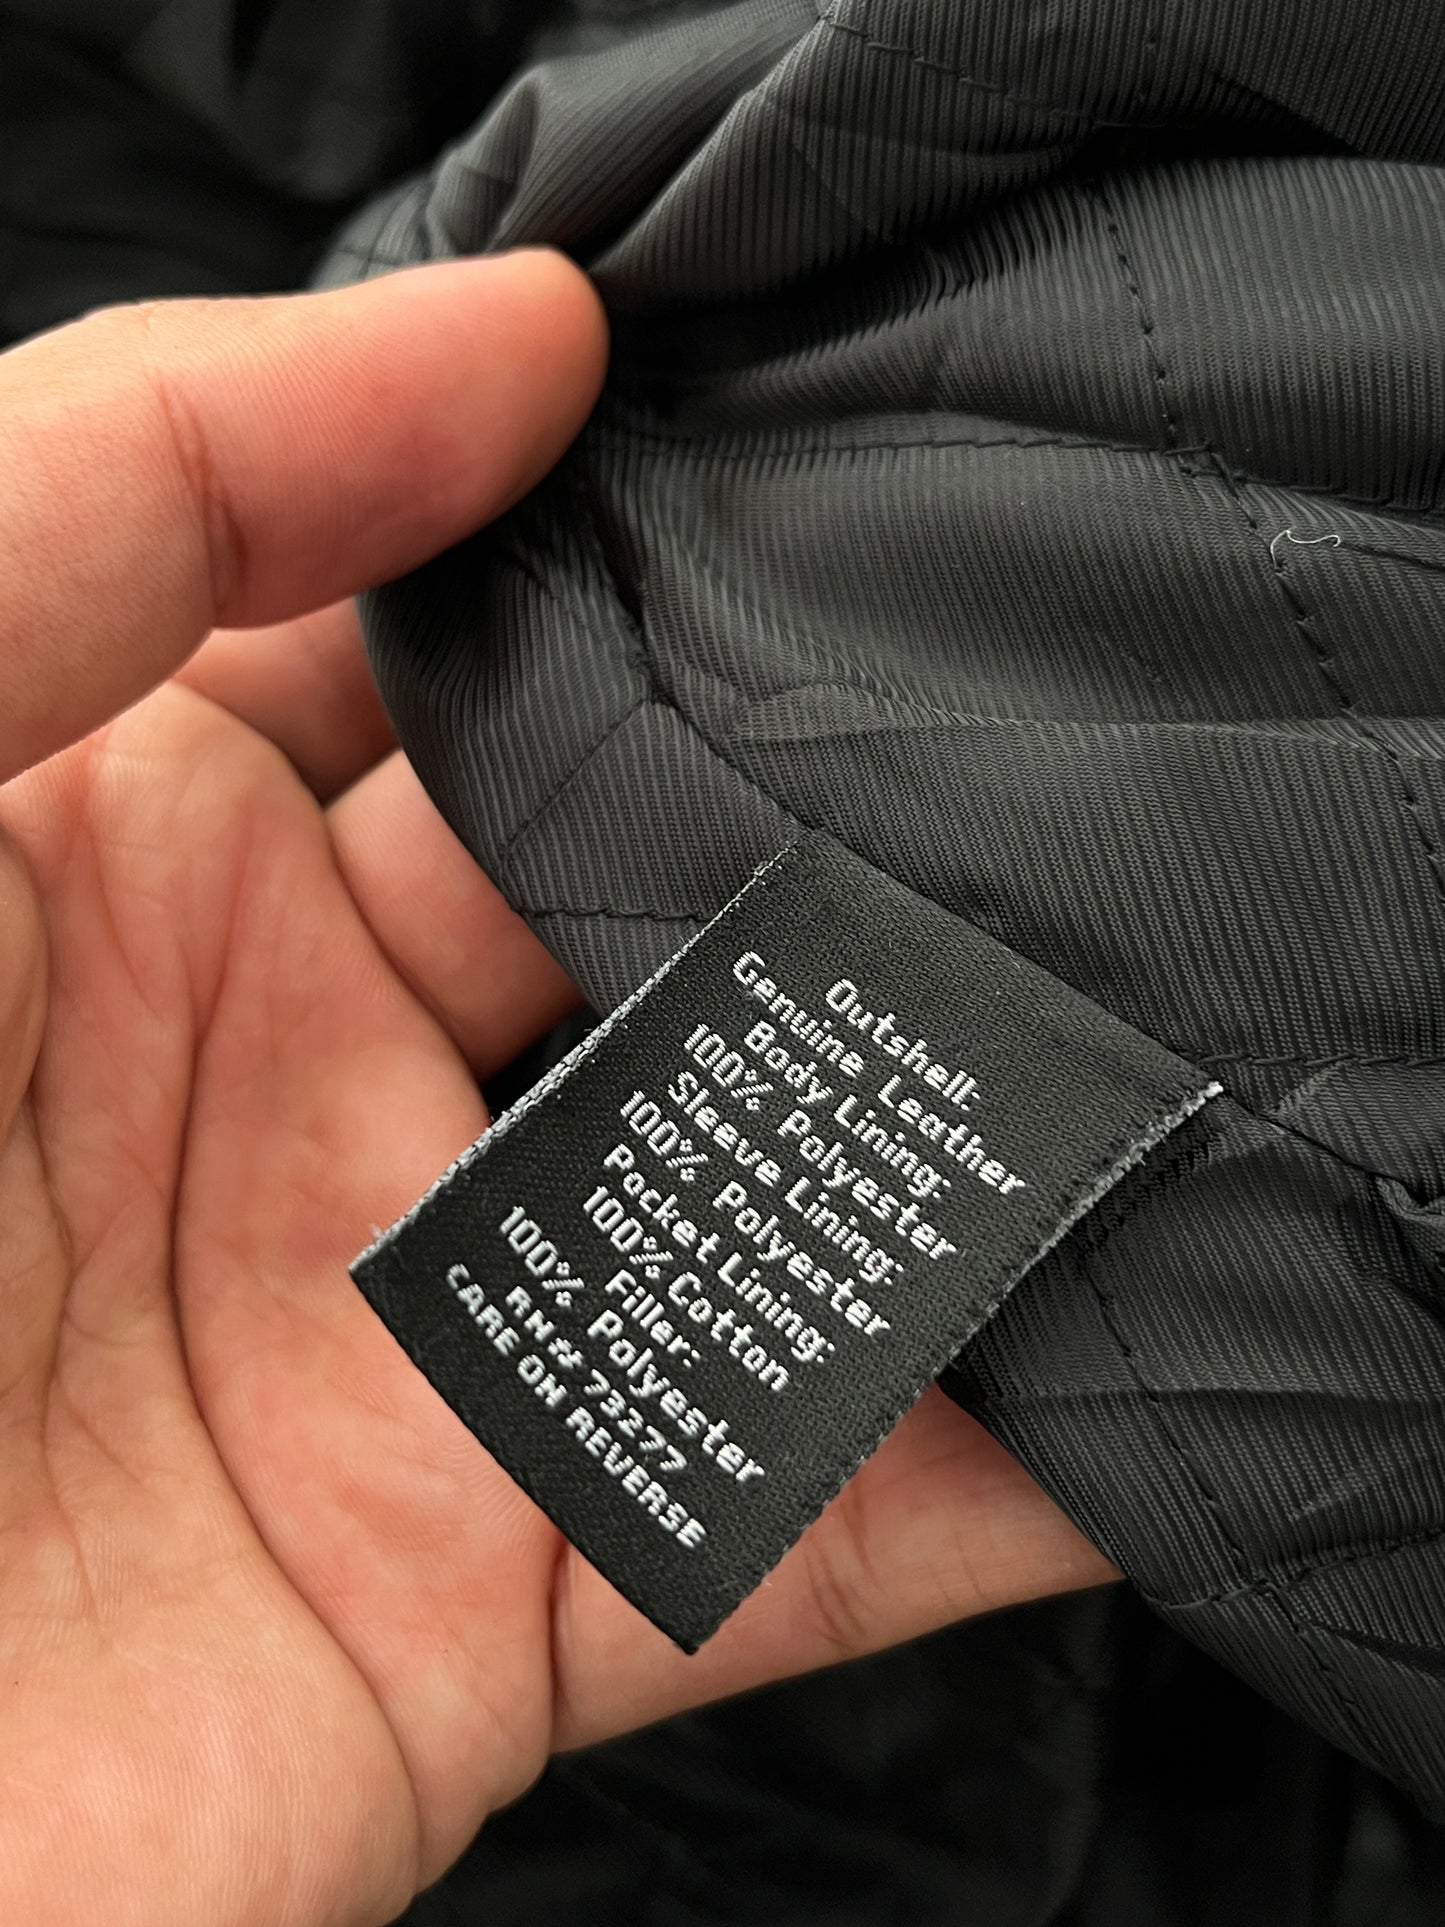 Outshell:
Genuine Leather
Body Lining:
100% Polyester
Sleeve Lining:
100% Polyester
Pocket Lining:
100% Cotton
Filler:
100% Polyester
RN# 73277
CARE ON REVERSE